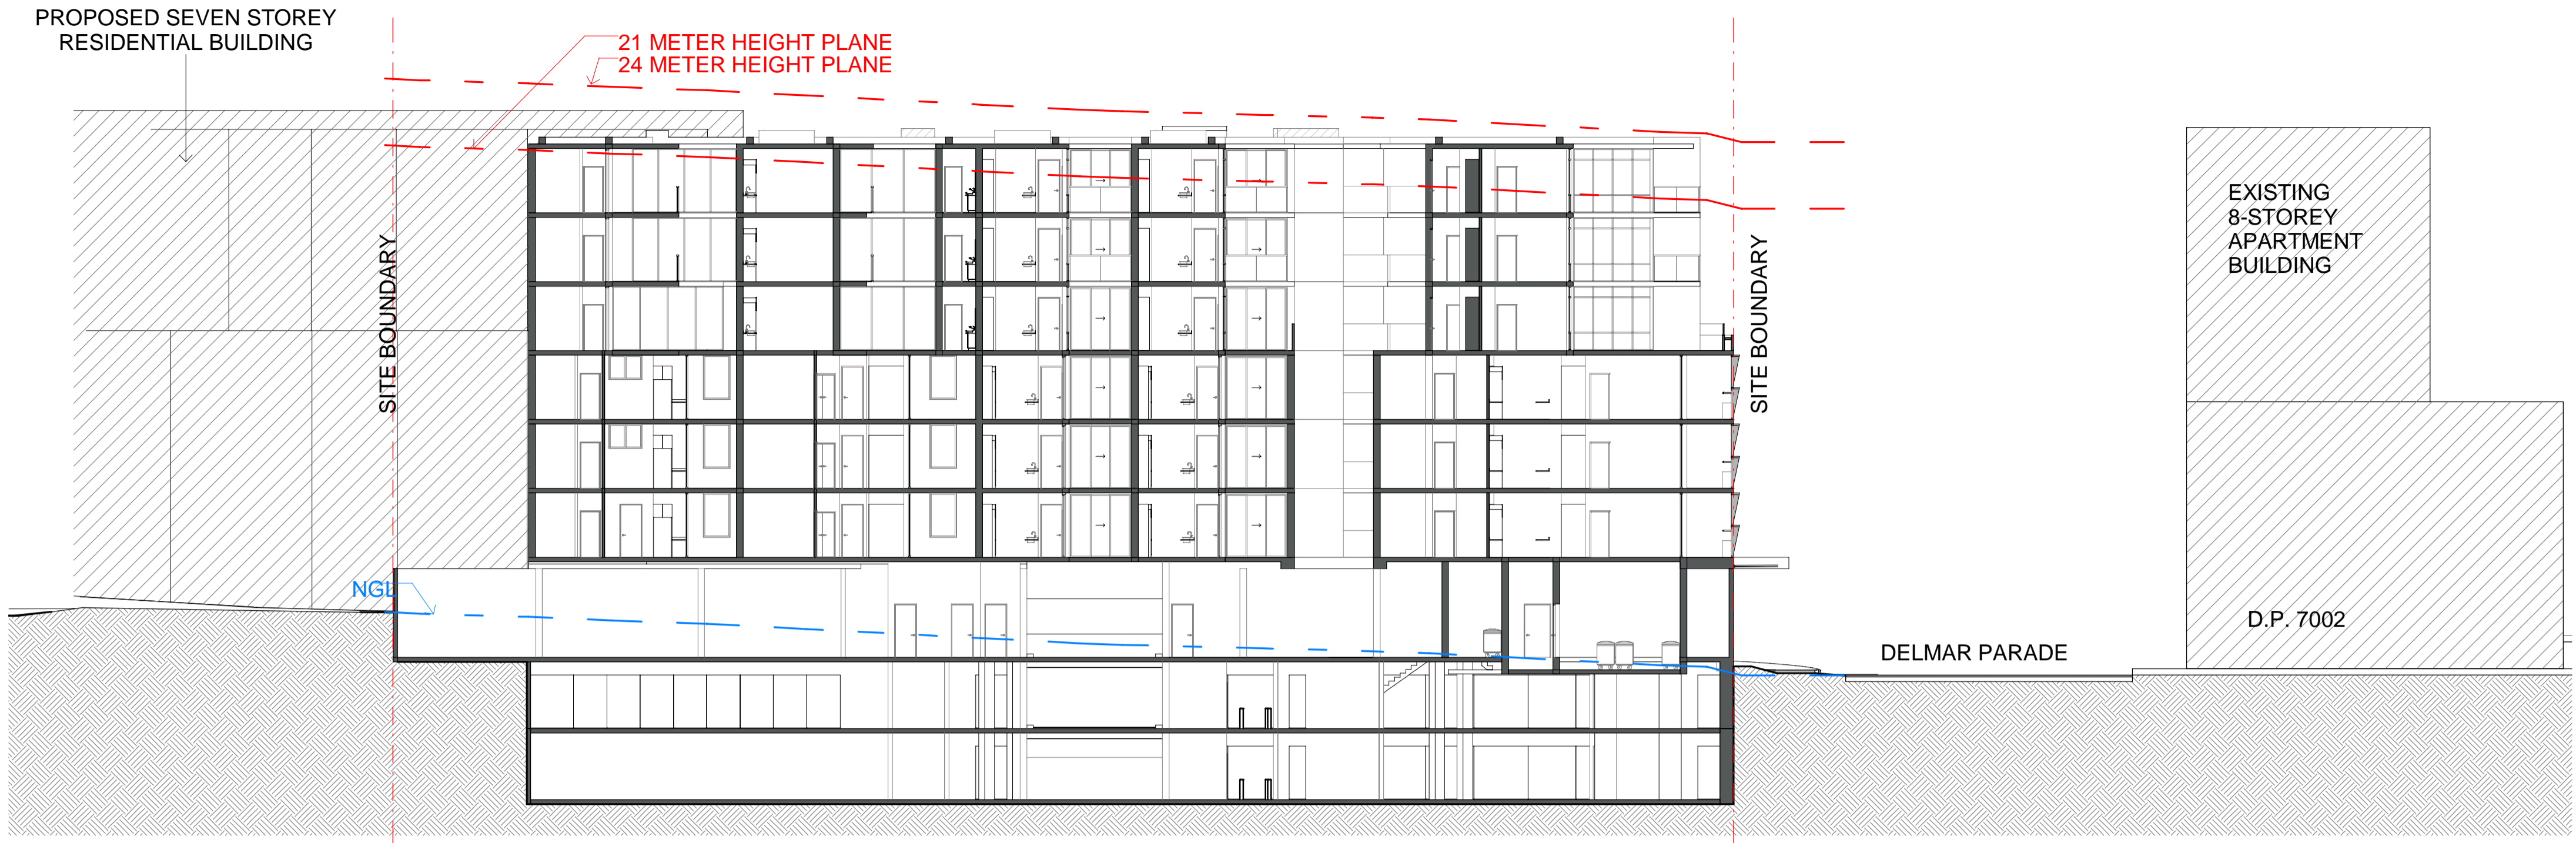 PROPOSED SEVEN STOREY
RESIDENTIAL BUILDING
21 METER HEIGHT PLANE
24 METER HEIGHT PLANE
SITE BOUNDARY
SITE BOUNDARY
EXISTING
8-STOREY
APARTMENT
BUILDING
NGL
D.P. 7002
DELMAR PARADE